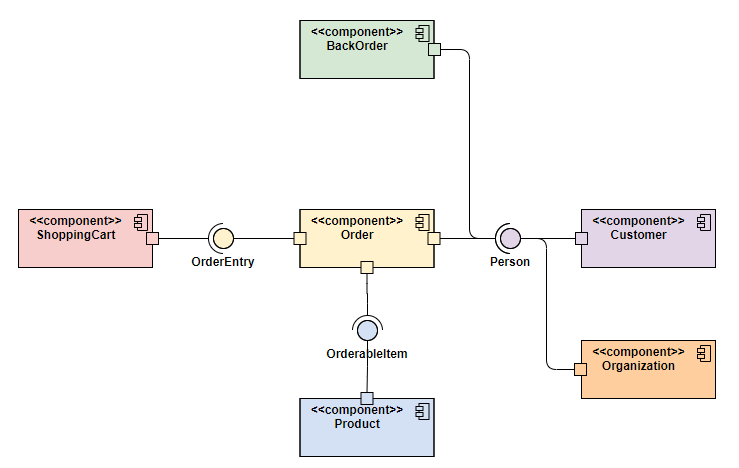 <<component>>
BackOrder
<<component>>
ShoppingCart
<<component>>
Order
<<component>>
Customer
OrderEntry
Person
OrderableItem
<<component>>
Organization
<<component>>
Product